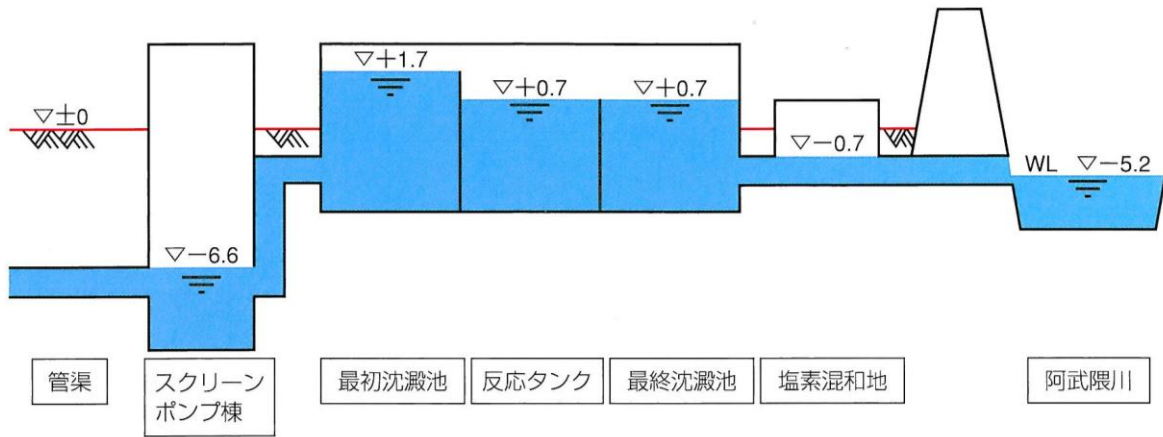 ▽±0
▽−6.6
▽+1.7
▽+0.7
▽+0.7
▽−0.7
WL ▽−5.2
管渠
スクリーン
ポンプ棟
最初沈澱池
反応タンク
最終沈澱池
塩素混和地
阿武隈川